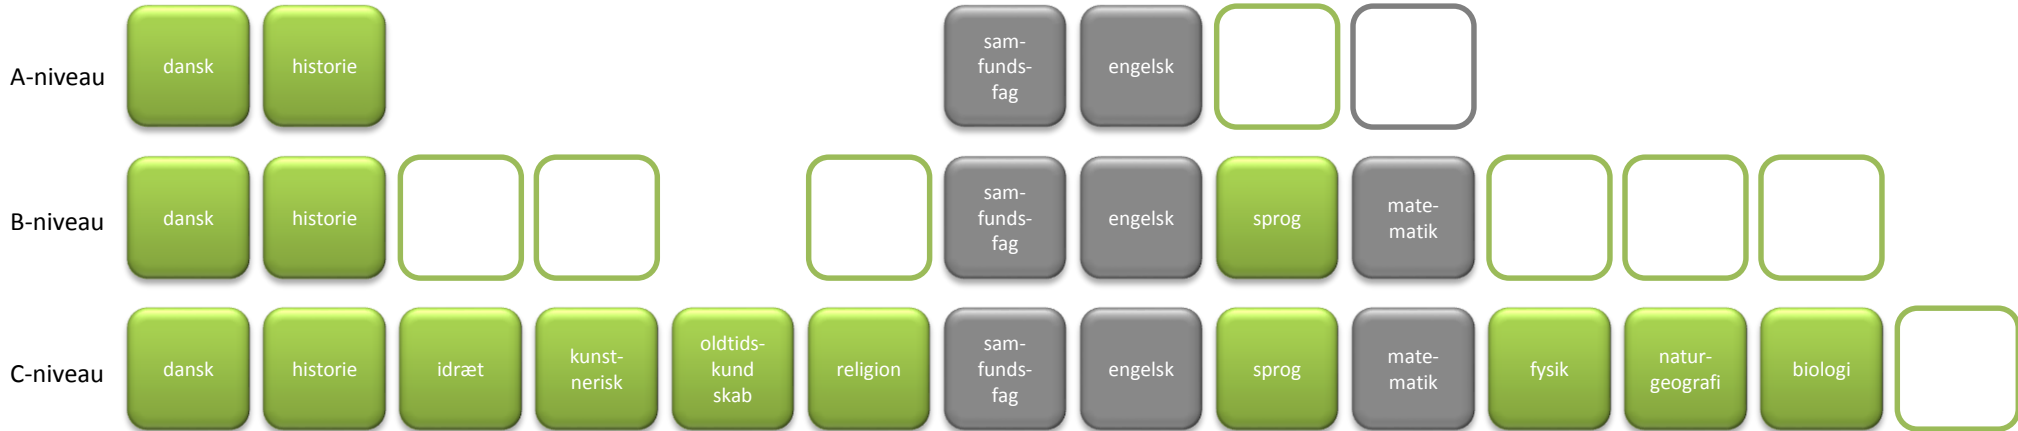 A-niveau
dansk
historie
sam-
funds-
fag
engelsk
B-niveau
dansk
historie
sam-
funds-
fag
engelsk
sprog
mate-
matik
C-niveau
dansk
historie
idræt
kunst-
nerisk
oldtids-
kund
skab
religion
sam-
funds-
fag
engelsk
sprog
mate-
matik
fysik
natur-
geografi
biologi